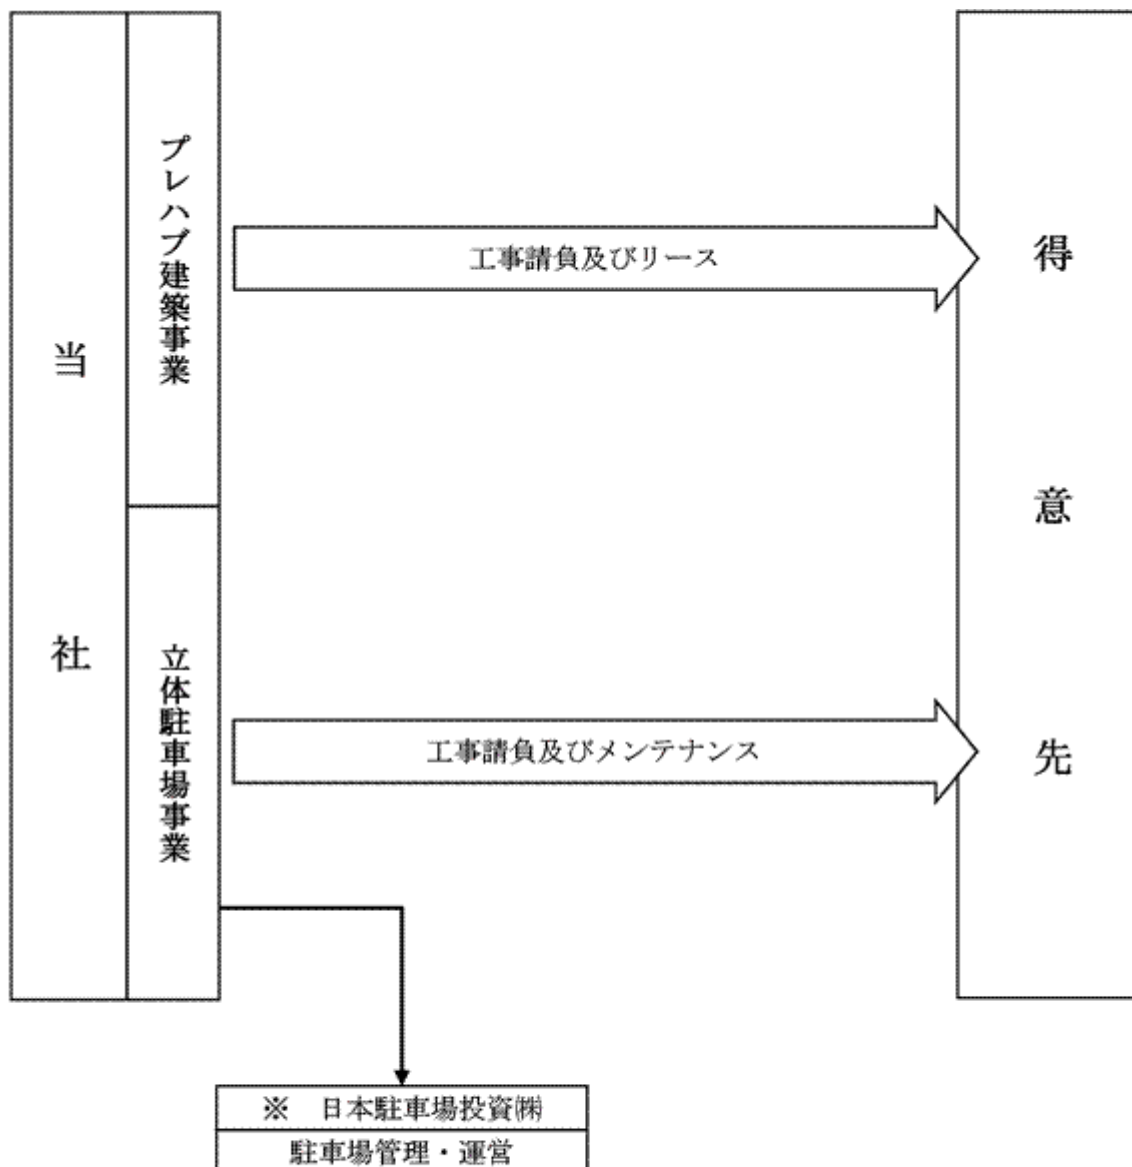 当社
プレハブ建築事業
工事請負及びリース
立体駐車場事業
工事請負及びメンテナンス
得意先
※ 日本駐車場投資㈱
駐車場管理・運営